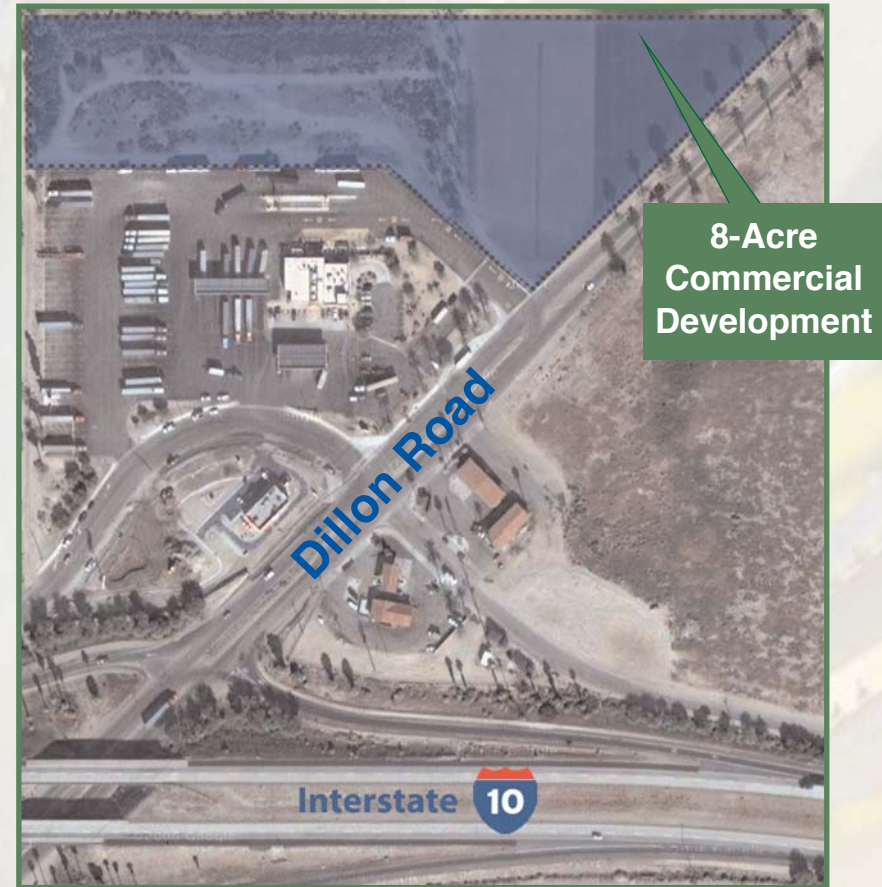 8-Acre
Commercial
Development
Dillon Road
Interstate 10